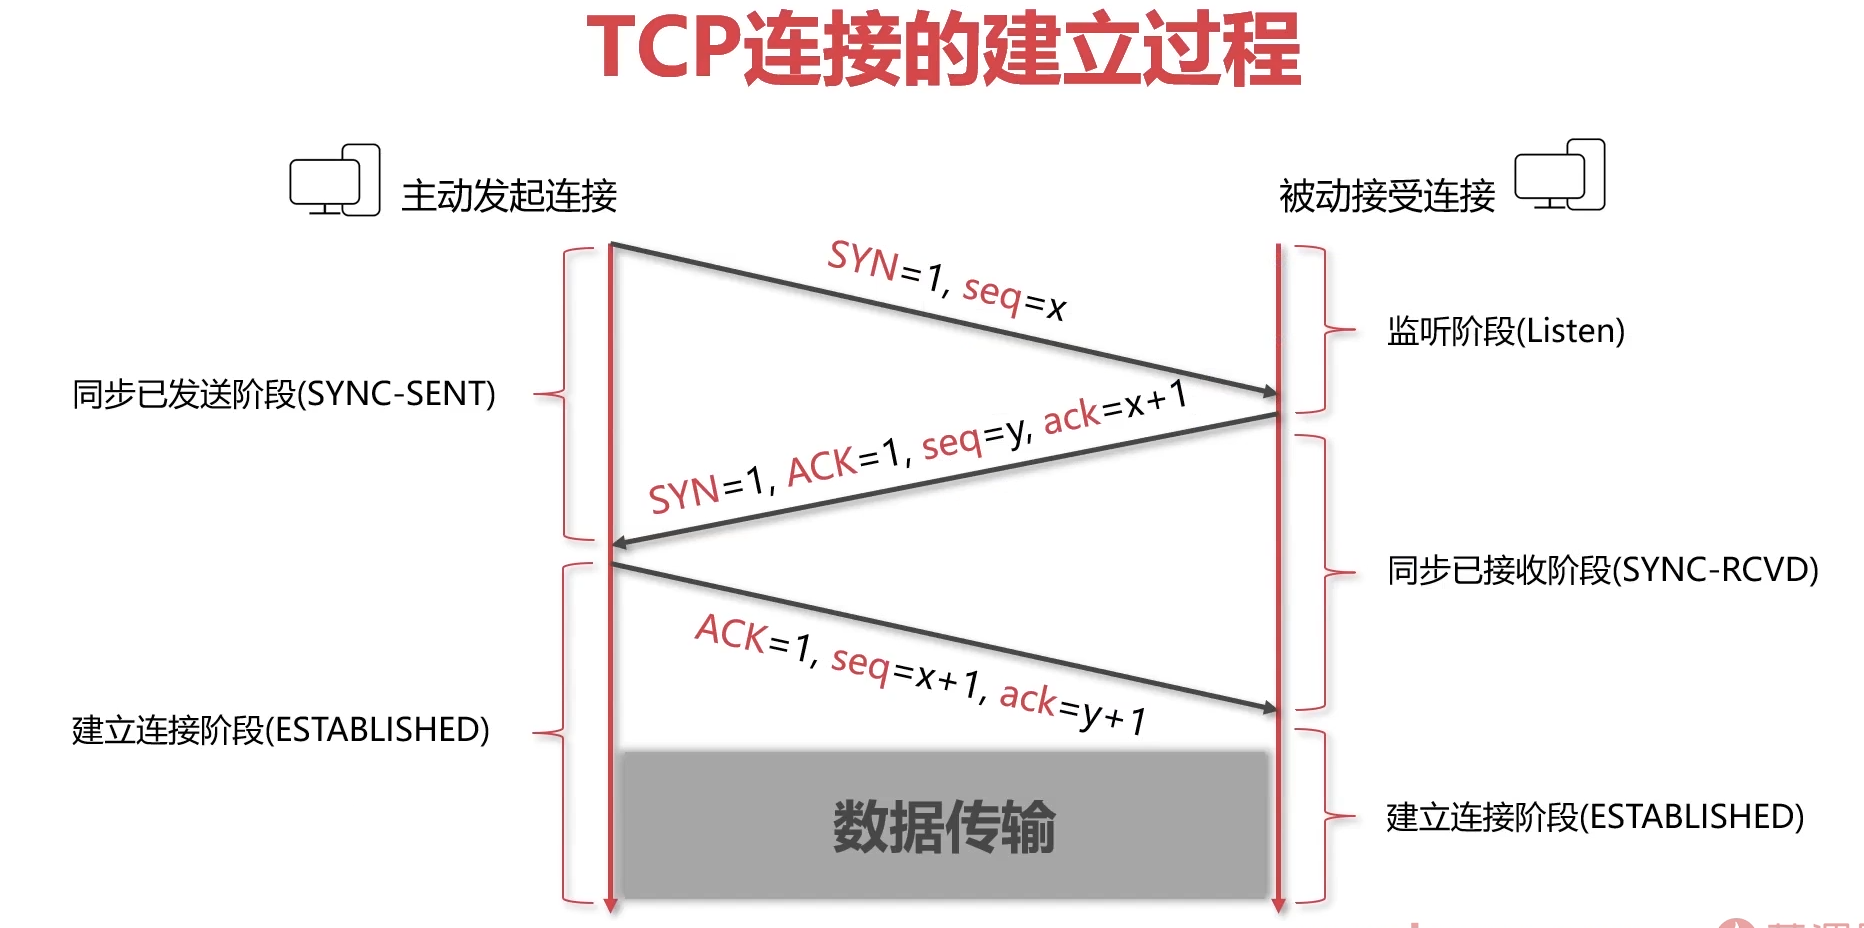 TCP连接的建立过程
主动发起连接
被动接受连接
SYN=1, seq=x
监听阶段(Listen)
同步已发送阶段(SYNC-SENT)
SYN=1, ACK=1, seq=y, ack=x+1
同步已接收阶段(SYNC-RCVD)
ACK=1, seq=x+1, ack=y+1
建立连接阶段(ESTABLISHED)
数据传输
建立连接阶段(ESTABLISHED)